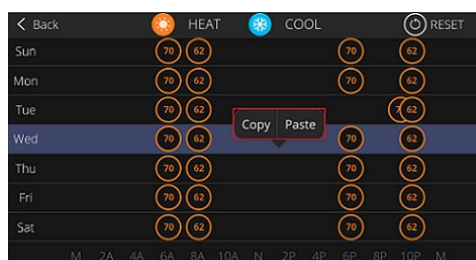 Back HEAT COOL RESET
Sun 70 62 70 62
Mon 70 62 70 62
Tue 70 62 62
Copy Paste
Wed 70 62 70 62
Thu 70 62 70 62
Fri 70 62 70 62
Sat 70 62 70 62
M 2A 4A 6A 8A 10A N 2P 4P 6P 8P 10P M